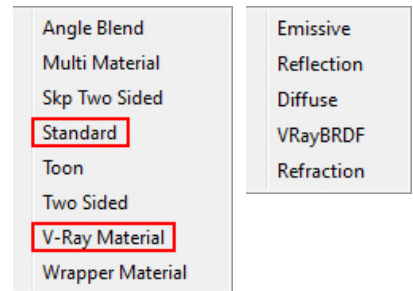 Angle Blend
Multi Material
Skp Two Sided
Standard
Toon
Two Sided
V-Ray Material
Wrapper Material
Emissive
Reflection
Diffuse
VRayBRDF
Refraction